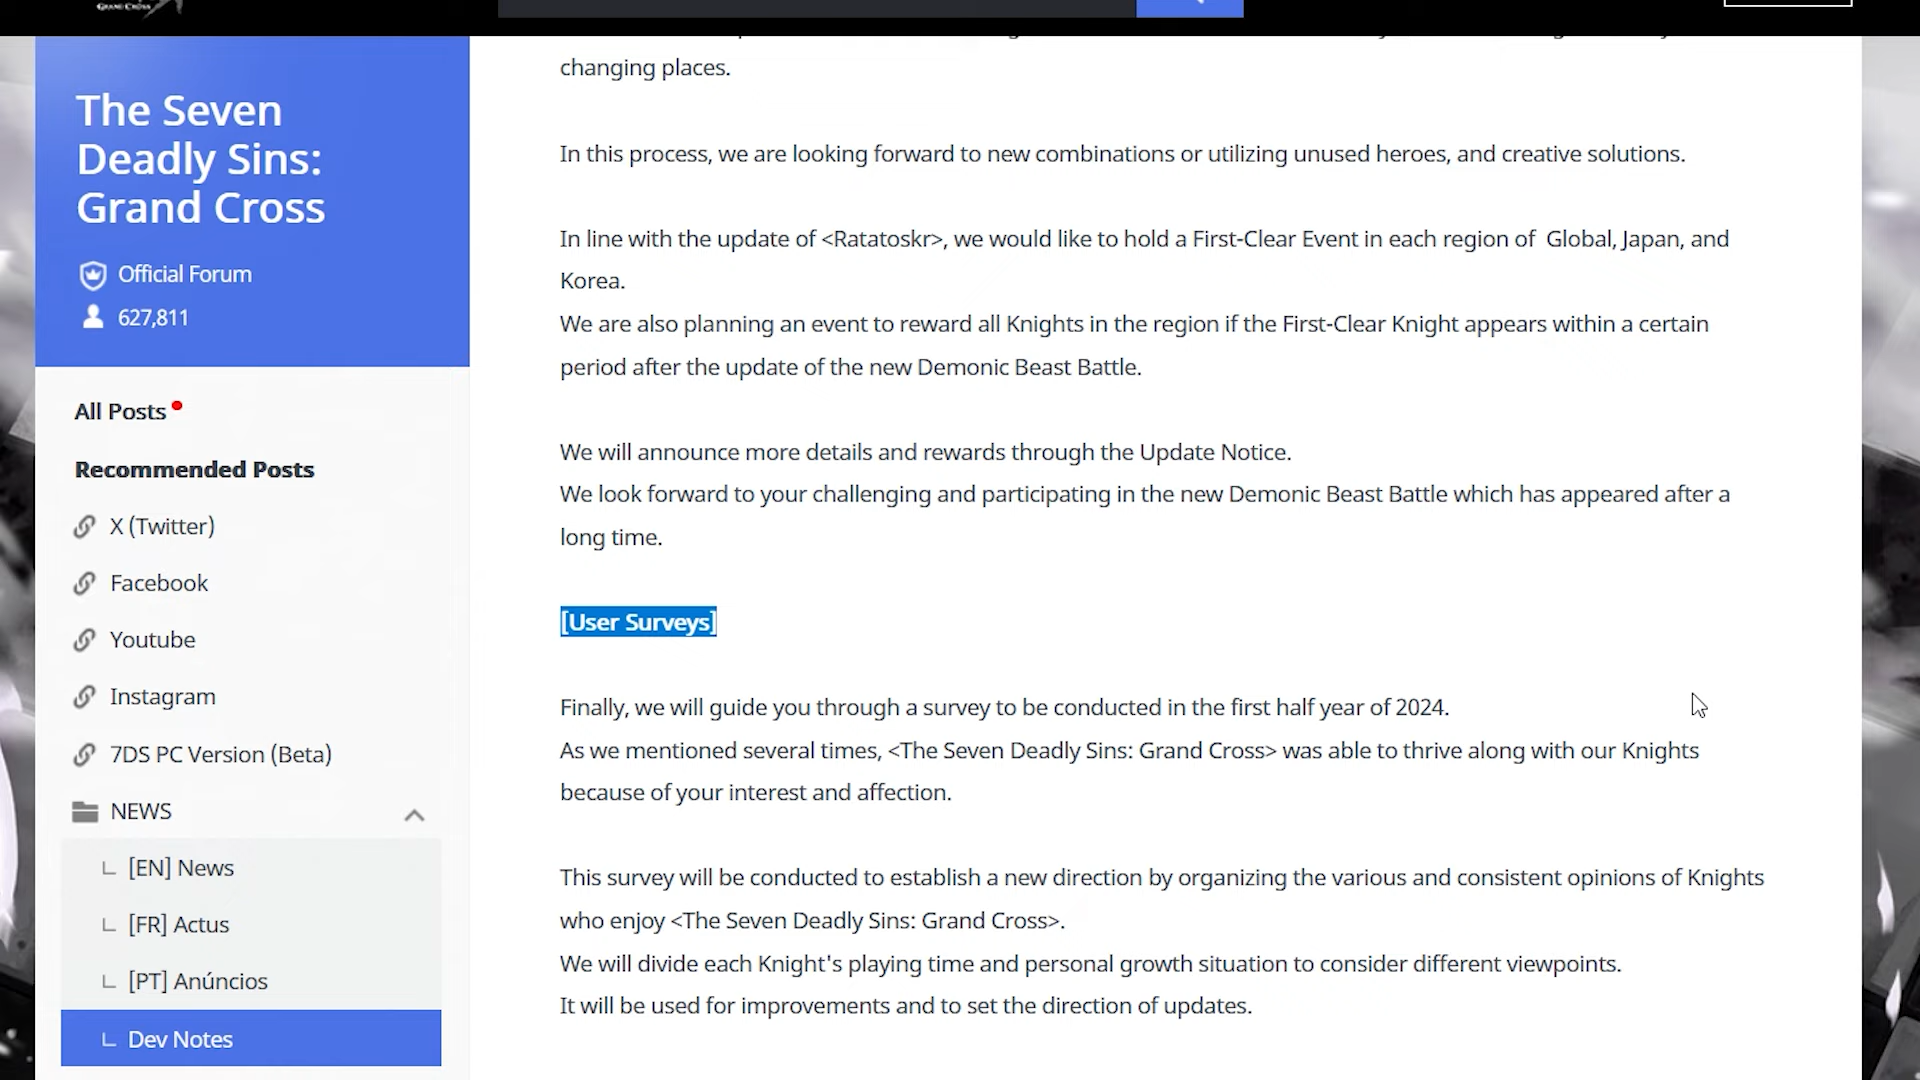 GRAND CROSS
The Seven
Deadly Sins:
Grand Cross
Official Forum
627,811
All Posts
Recommended Posts
X (Twitter)
Facebook
Youtube
Instagram
7DS PC Version (Beta)
NEWS
[EN] News
[FR] Actus
[PT] Anúncios
Dev Notes
changing places.
In this process, we are looking forward to new combinations or utilizing unused heroes, and creative solutions.
In line with the update of <Ratatoskr>, we would like to hold a First-Clear Event in each region of Global, Japan, and
Korea.
We are also planning an event to reward all Knights in the region if the First-Clear Knight appears within a certain
period after the update of the new Demonic Beast Battle.
We will announce more details and rewards through the Update Notice.
We look forward to your challenging and participating in the new Demonic Beast Battle which has appeared after a
long time.
[User Surveys]
Finally, we will guide you through a survey to be conducted in the first half year of 2024.
As we mentioned several times, <The Seven Deadly Sins: Grand Cross> was able to thrive along with our Knights
because of your interest and affection.
This survey will be conducted to establish a new direction by organizing the various and consistent opinions of Knights
who enjoy <The Seven Deadly Sins: Grand Cross>.
We will divide each Knight's playing time and personal growth situation to consider different viewpoints.
It will be used for improvements and to set the direction of updates.